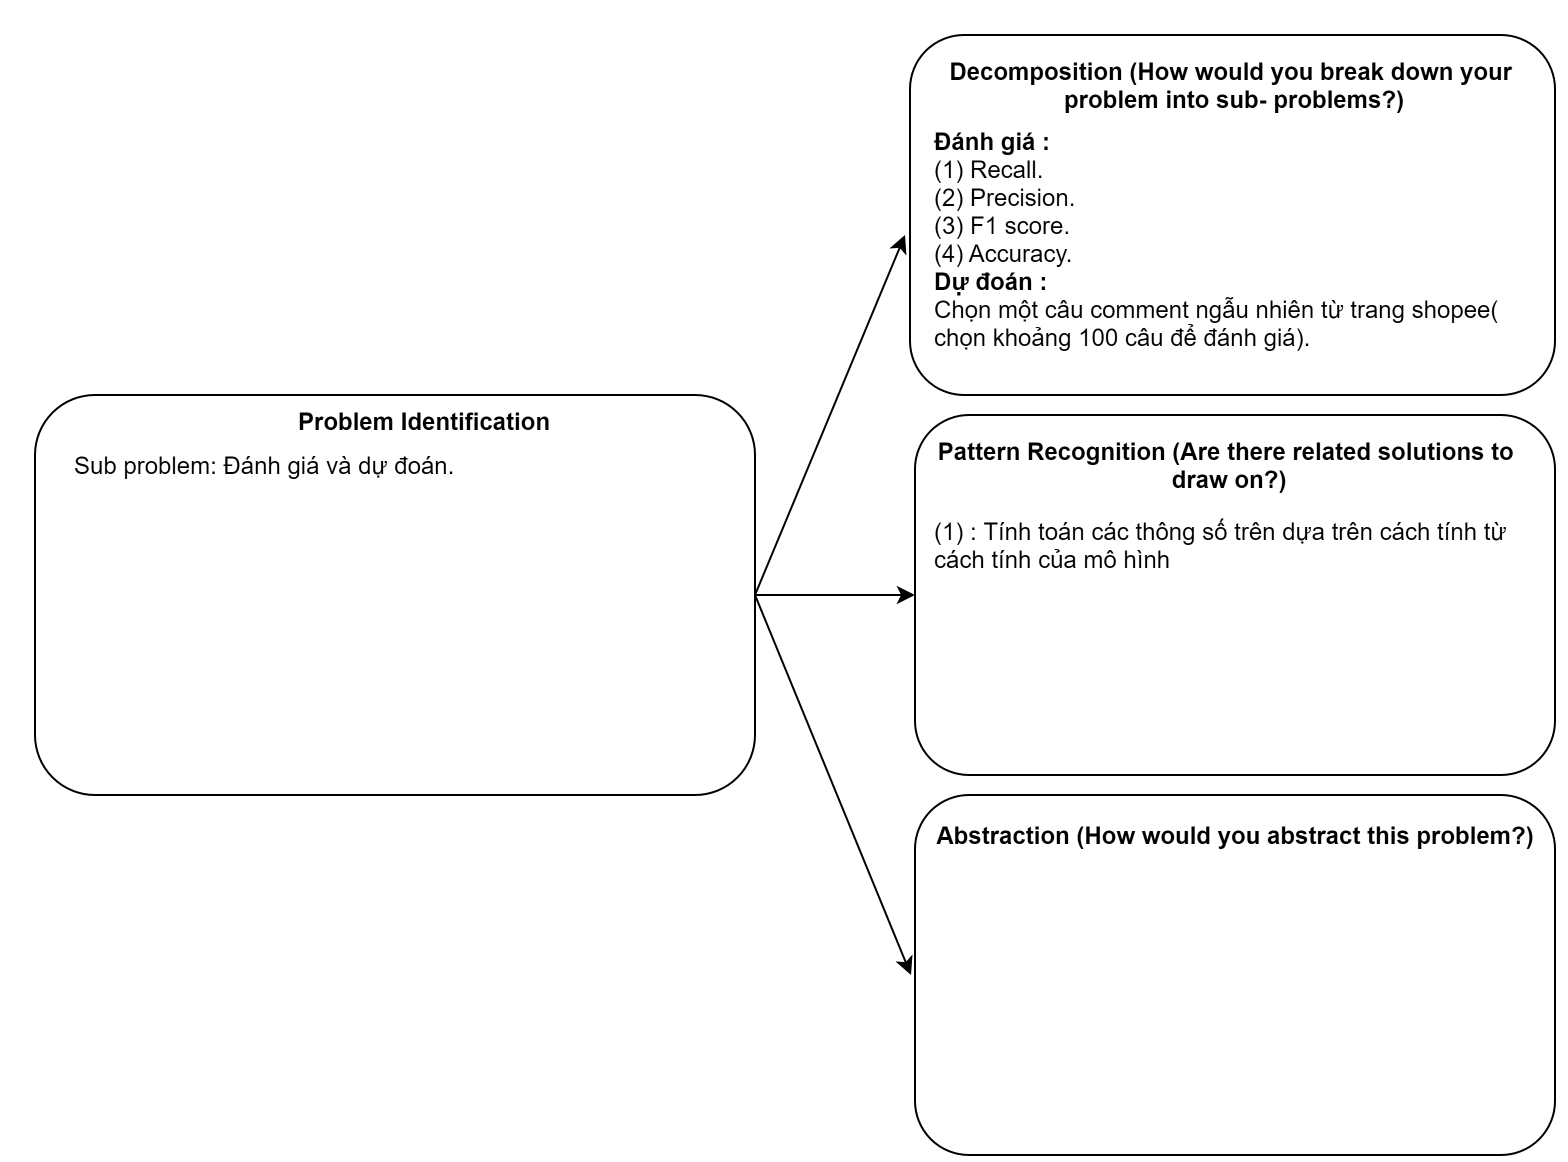 Decomposition (How would you break down your
problem into sub- problems?)
Đánh giá :
(1) Recall.
(2) Precision.
(3) F1 score.
(4) Accuracy.
Dự đoán :
Chọn một câu comment ngẫu nhiên từ trang shopee(
chọn khoảng 100 câu để đánh giá).
Problem Identification
Sub problem: Đánh giá và dự đoán.
Pattern Recognition (Are there related solutions to
draw on?)
(1) : Tính toán các thông số trên dựa trên cách tính từ
cách tính của mô hình
Abstraction (How would you abstract this problem?)